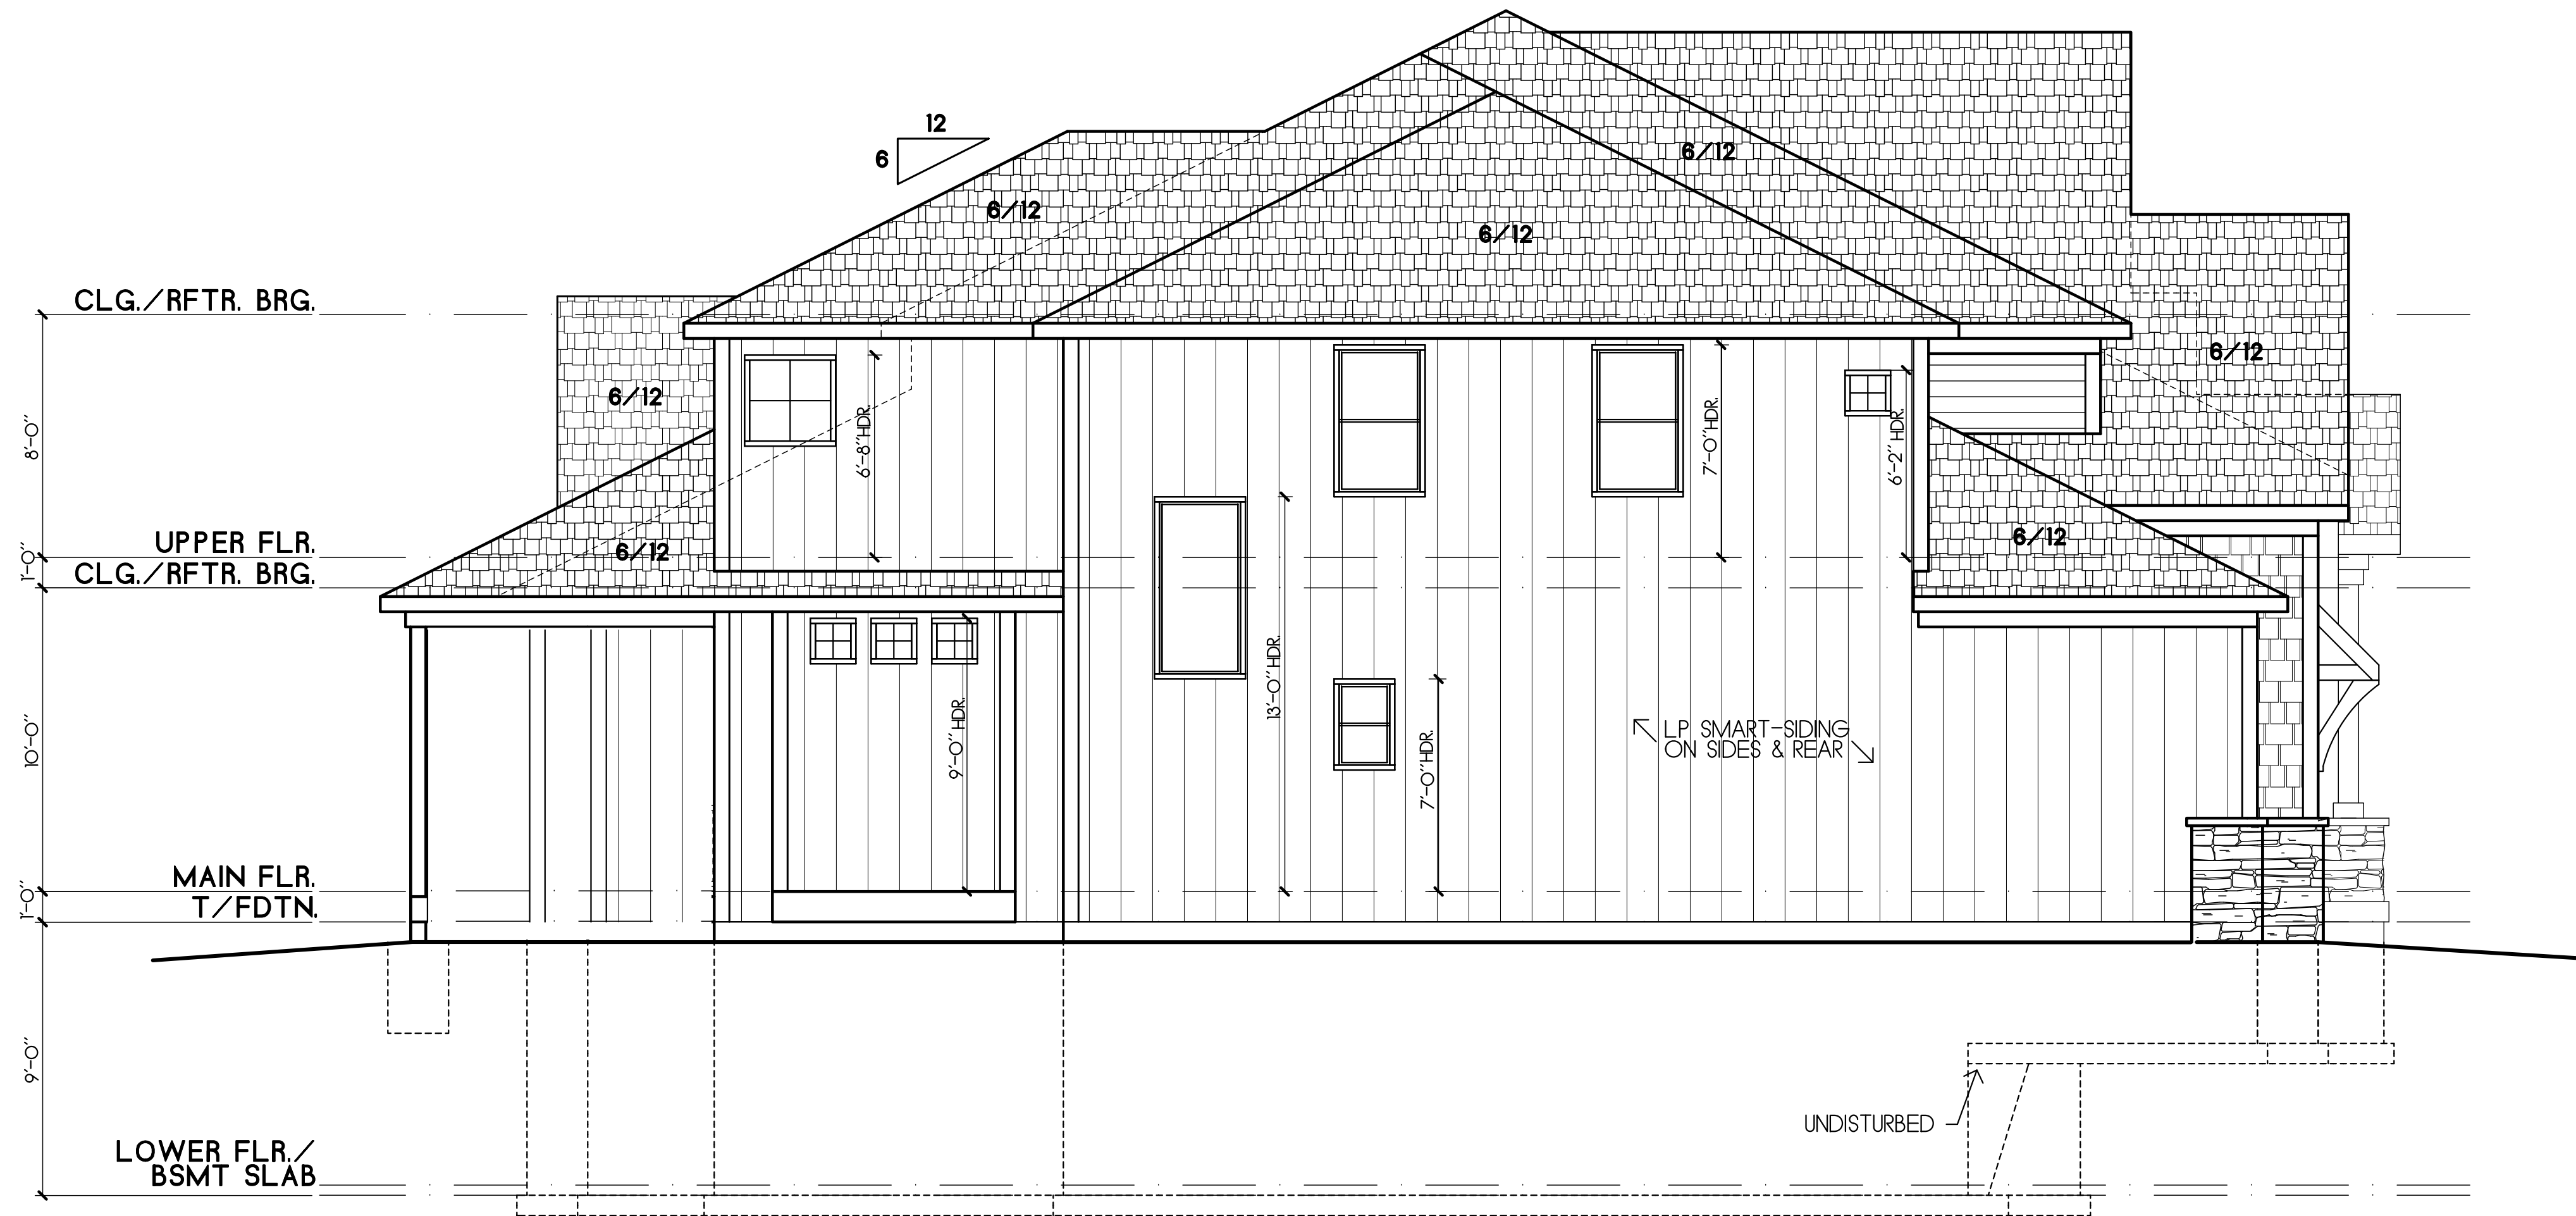 12
6
6/12
6/12
6/12
CLG./RFTR. BRG.
6/12
6/12
8'-0"
6'-8" HDR.
7'-0" HDR.
6'-2" HDR.
UPPER FLR.
6/12
6/12
1'-0"
CLG./RFTR. BRG.
10'-0"
9'-0" HDR.
13'-0" HDR.
7'-0" HDR.
LP SMART-SIDING
ON SIDES & REAR
MAIN FLR.
1'-0"
T/FDTN.
9'-0"
UNDISTURBED
LOWER FLR./
BSMT SLAB